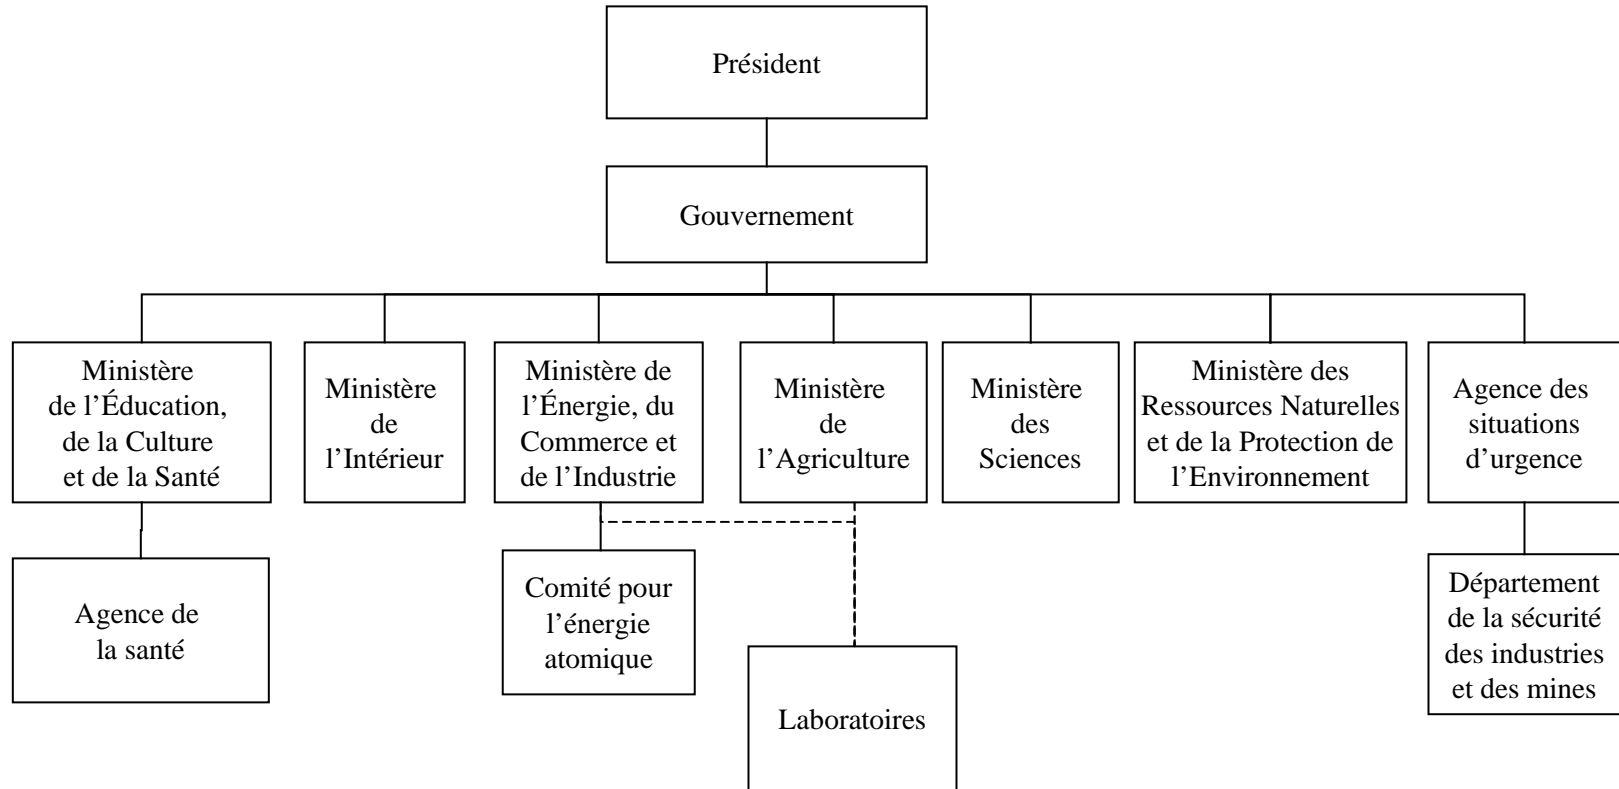 Président
Gouvernement
Ministère
de l’Éducation,
de la Culture
et de la Santé
Ministère
de
l’Intérieur
Ministère de
l’Énergie, du
Commerce et
de l’Industrie
Ministère
de
l’Agriculture
Ministère
des
Sciences
Ministère des
Ressources Naturelles
et de la Protection de
l’Environnement
Agence des
situations
d’urgence
Agence de
la santé
Comité pour
l’énergie
atomique
Laboratoires
Département
de la sécurité
des industries
et des mines